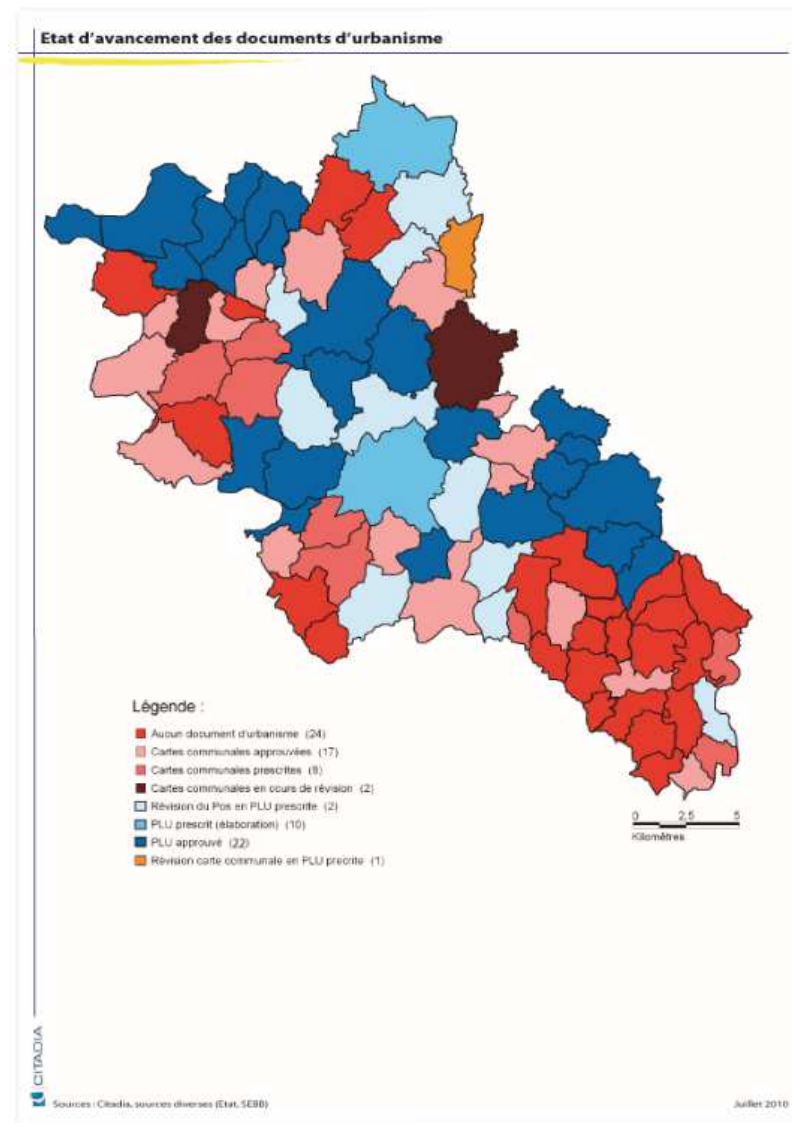 Etat d'avancement des documents d'urbanisme
Légende :
Aucun document d'urbanisme (24)
Cartes communales approuvées (17)
Cartes communales prescrites (8)
Cartes communales en cours de révision (2)
Révision du Pos en PLU prescrite (2)
PLU prescrit (élaboration) (10)
PLU approuvé (22)
Révision carte communale en PLU precrite (1)
0 2,5 5
Kilomètres
CITADIA
Sources : Citadia, sources diverses (Etat, SEBB)
Juillet 2010